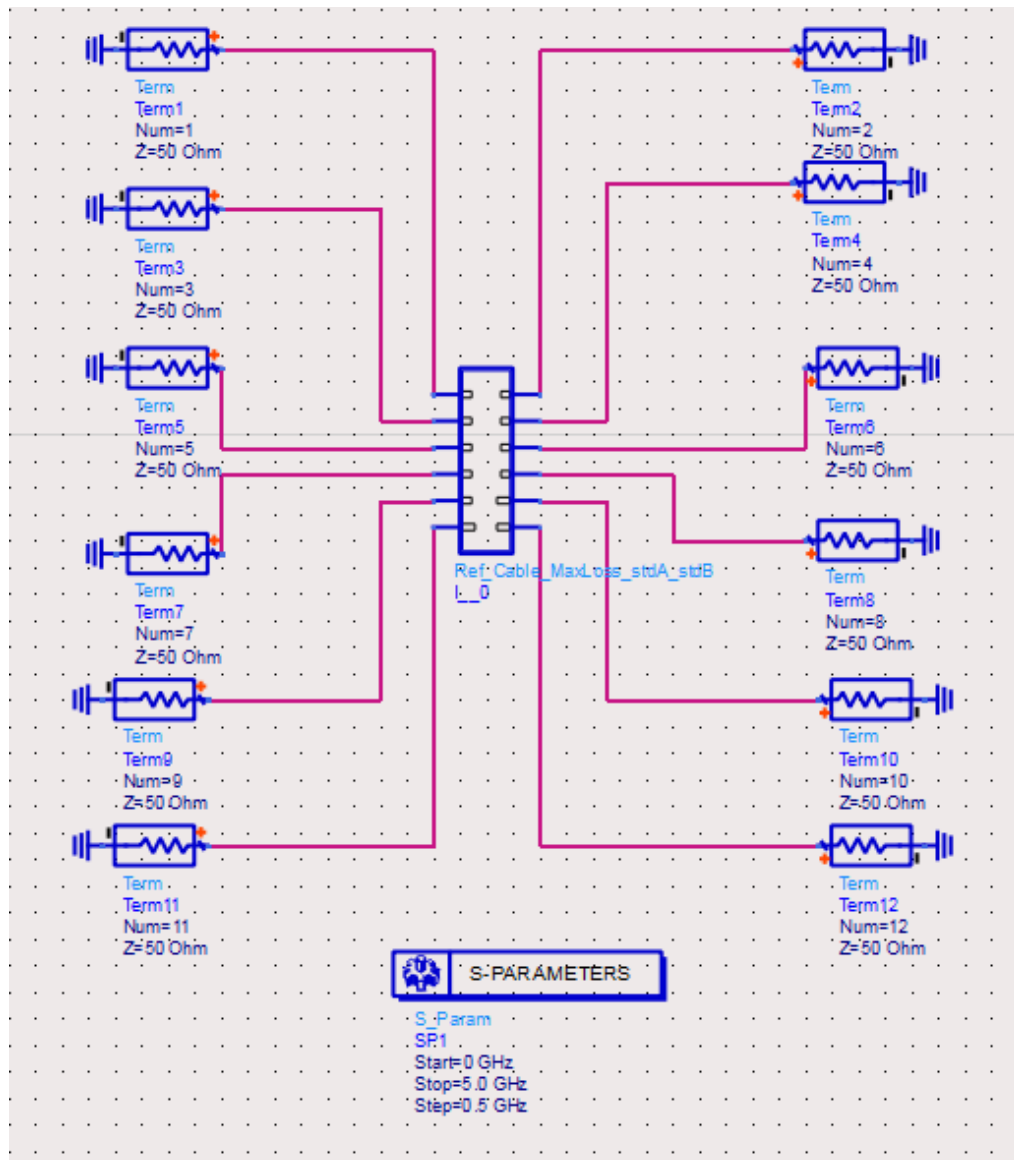 Term
Term1
Num=1
Z=50 Ohm
Term
Term2
Num=2
Z=50 Ohm
Term
Term3
Num=3
Z=50 Ohm
Term
Term4
Num=4
Z=50 Ohm
Term
Term5
Num=5
Z=50 Ohm
Term
Term6
Num=6
Z=50 Ohm
Ref_Cable_MaxLoss_stdA_stdB
I__0
Term
Term7
Num=7
Z=50 Ohm
Term
Term8
Num=8
Z=50 Ohm
Term
Term9
Num=9
Z=50 Ohm
Term
Term10
Num=10
Z=50 Ohm
Term
Term11
Num=11
Z=50 Ohm
Term
Term12
Num=12
Z=50 Ohm
S-PARAMETERS
S_Param
SP1
Start=0 GHz
Stop=5.0 GHz
Step=0.5 GHz